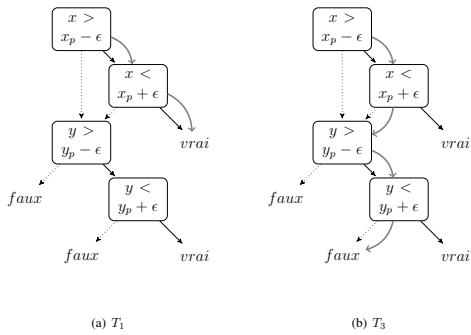 x >
x_p − ϵ
x <
x_p + ϵ
y >
y_p − ϵ
vrai
faux
y <
y_p + ϵ
faux
vrai
(a) T_1
x >
x_p − ϵ
x <
x_p + ϵ
y >
y_p − ϵ
vrai
faux
y <
y_p + ϵ
faux
vrai
(b) T_3